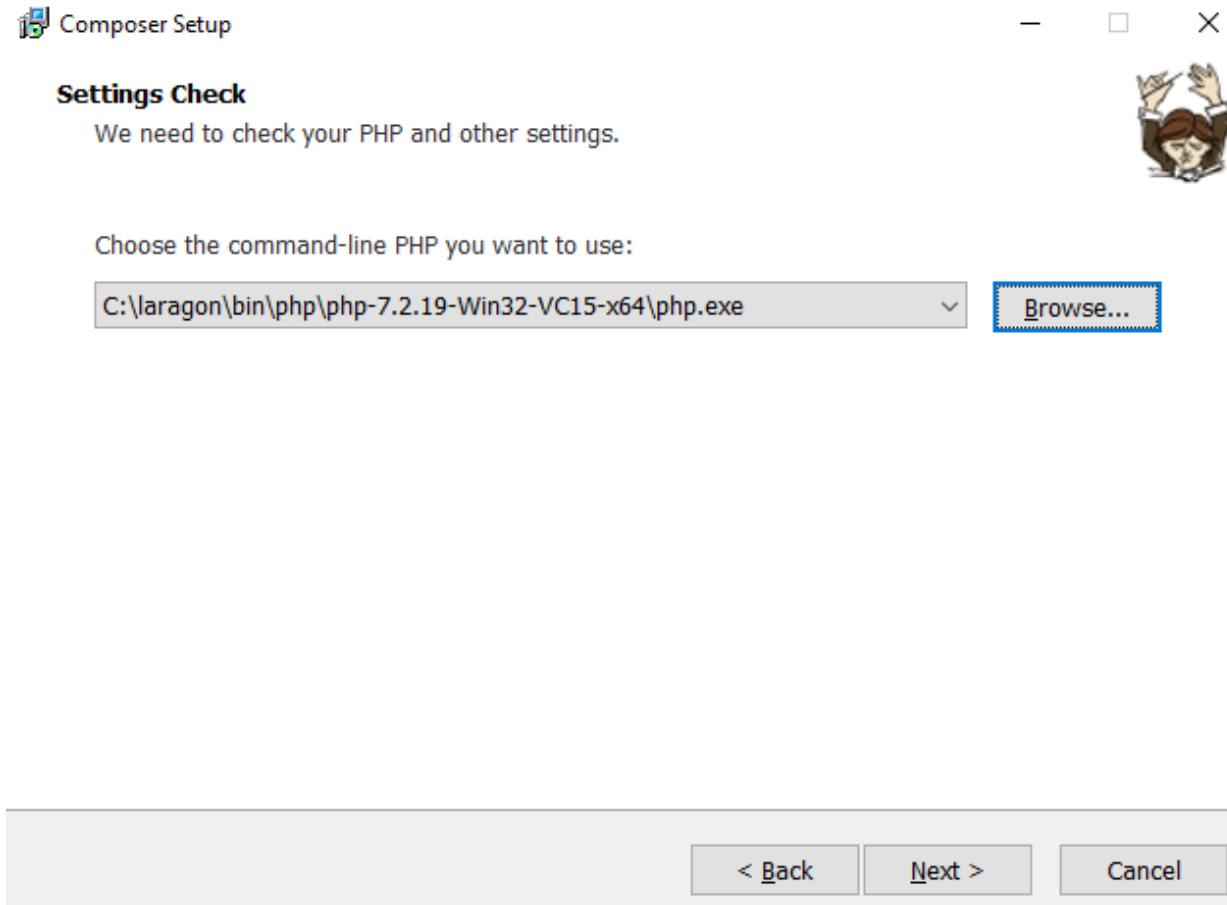 Composer Setup
Settings Check
We need to check your PHP and other settings.
Choose the command-line PHP you want to use:
C:\laragon\bin\php\php-7.2.19-Win32-VC15-x64\php.exe
Browse...
< Back
Next >
Cancel